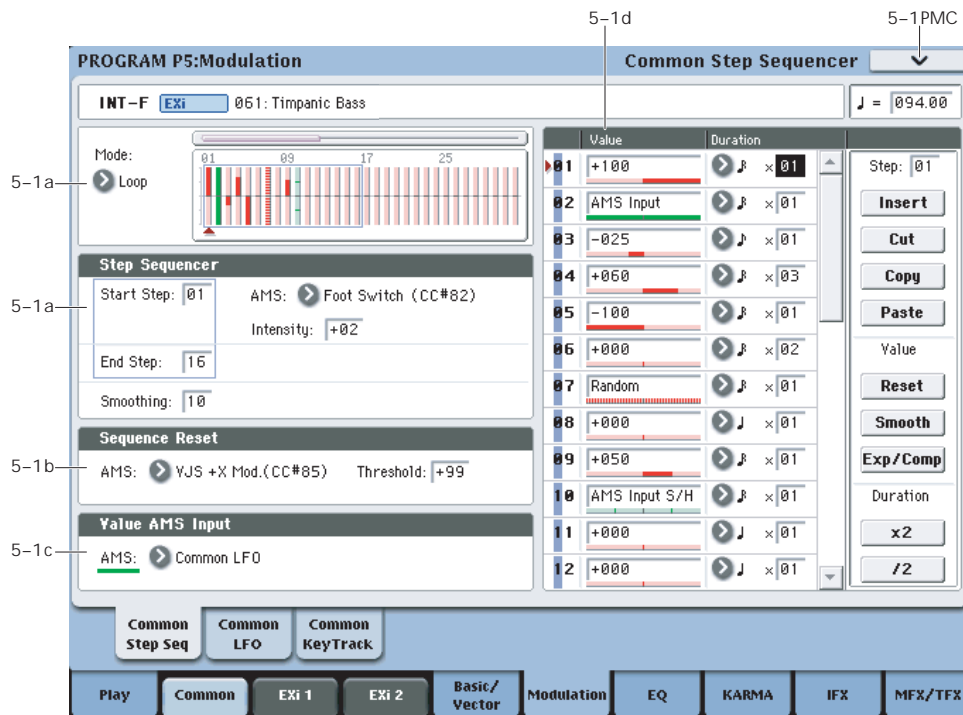 5-1d
5-1PMC
PROGRAM P5:Modulation
Common Step Sequencer
INT-F
EXi
061: Timpanic Bass
♩ = 094.00
Mode:
Loop
01
09
17
25
5-1a
Step Sequencer
5-1a
Start Step: 01
AMS: Foot Switch (CC#82)
Intensity: +02
End Step: 16
Smoothing: 10
Sequence Reset
5-1b
AMS: VJS +X Mod.(CC#85)
Threshold: +99
Value AMS Input
5-1c
AMS: Common LFO
Value
Duration
01 +100 ×01
02 AMS Input ×01
03 -025 ×01
04 +060 ×03
05 -100 ×01
06 +000 ×02
07 Random ×01
08 +000 ×01
09 +050 ×01
10 AMS Input S/H ×01
11 +000 ×01
12 +000 ×01
Step: 01
Insert
Cut
Copy
Paste
Value
Reset
Smooth
Exp/Comp
Duration
x2
/2
Common
Step Seq
Common
LFO
Common
KeyTrack
Play
Common
EXi 1
EXi 2
Basic/
Vector
Modulation
EQ
KARMA
IFX
MFX/TFX